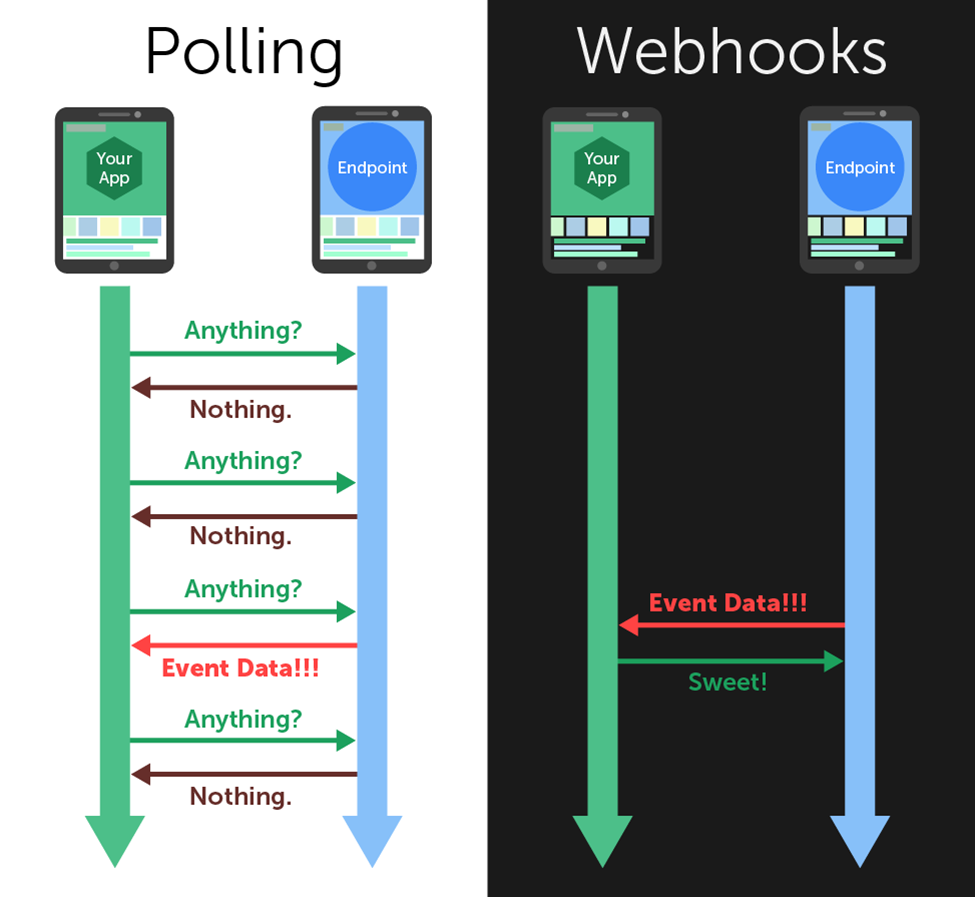 Polling
Your
App
Endpoint
Anything?
Nothing.
Anything?
Nothing.
Anything?
Event Data!!!
Anything?
Nothing.
Webhooks
Your
App
Endpoint
Event Data!!!
Sweet!